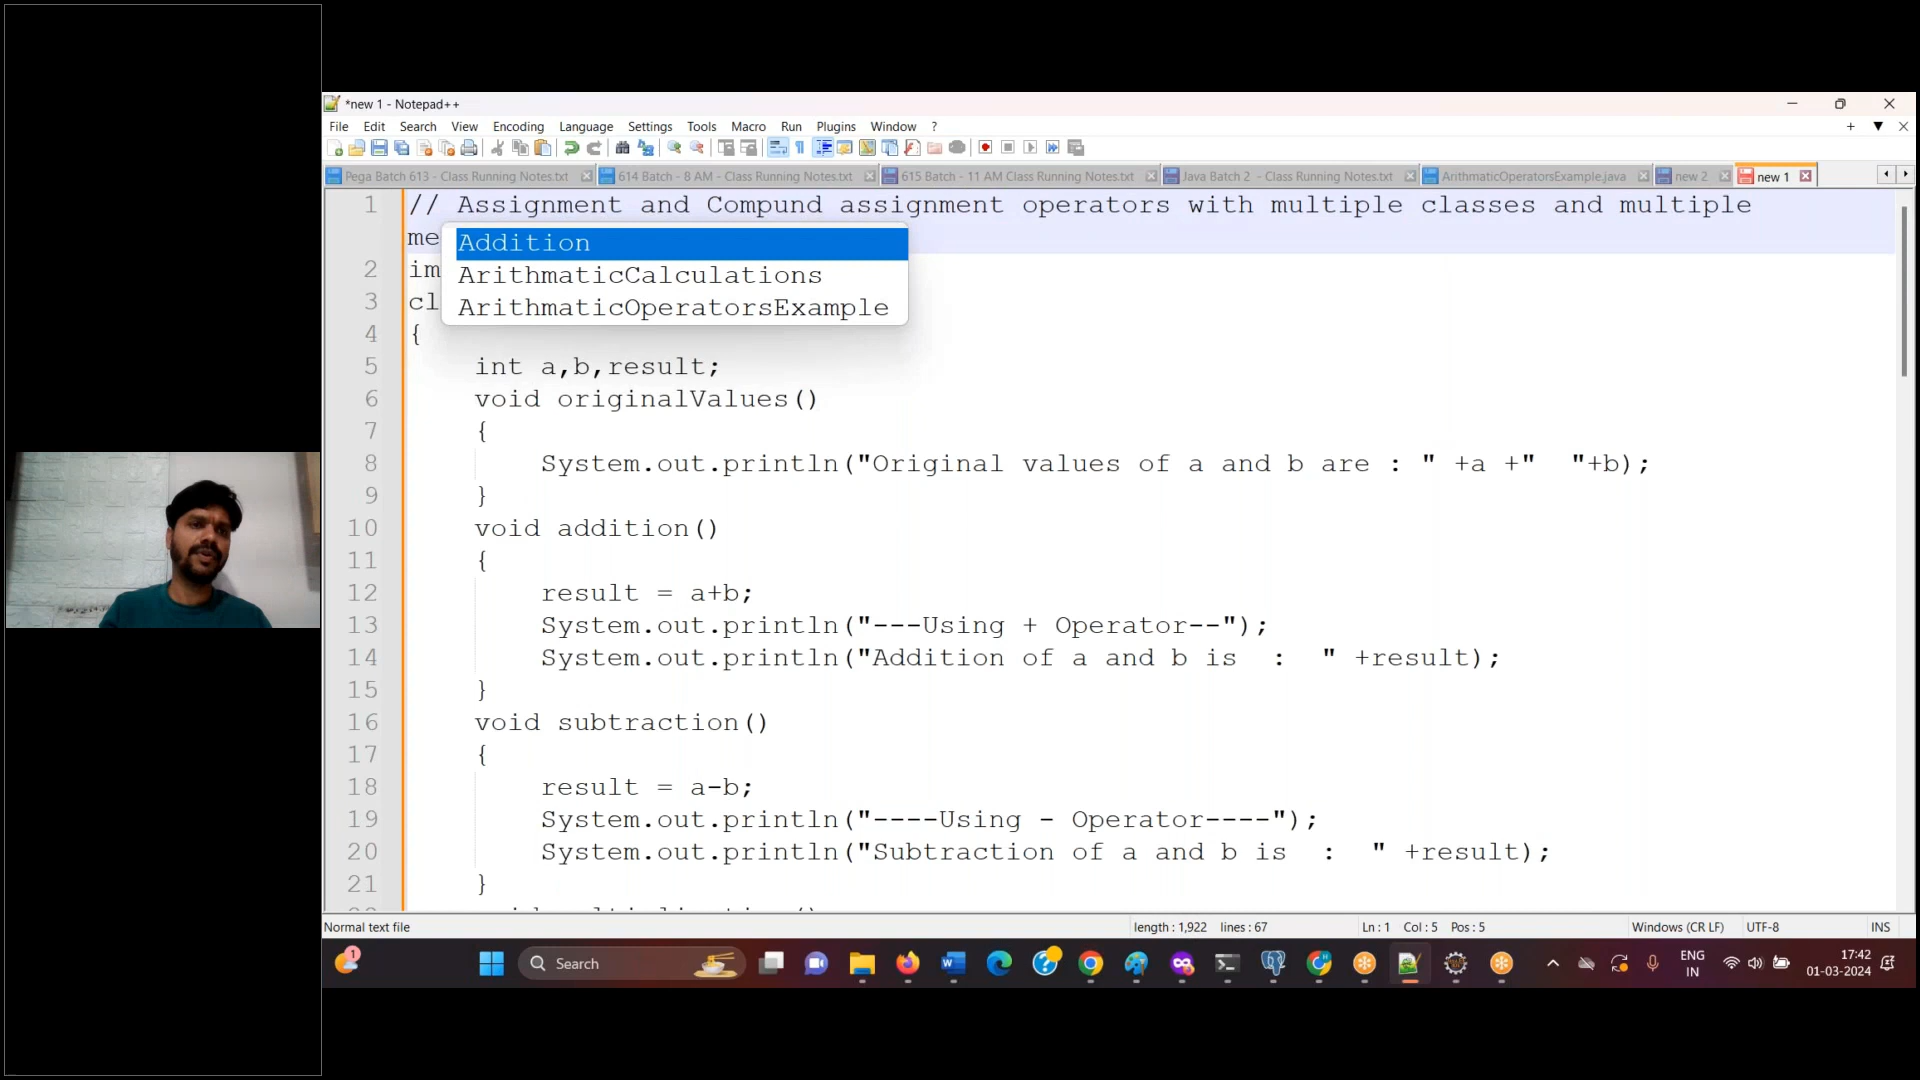 *new 1 - Notepad++
File Edit Search View Encoding Language Settings Tools Macro Run Plugins Window ?
Pega Batch 613 - Class Running Notes.txt 614 Batch - 8 AM - Class Running Notes.txt 615 Batch - 11 AM Class Running Notes.txt Java Batch 2 - Class Running Notes.txt ArithmaticOperatorsExample.java new 2 new 1
1 // Assignment and Compund assignment operators with multiple classes and multiple
me
Addition
2 im
ArithmaticCalculations
3 cl
ArithmaticOperatorsExample
4 {
5 int a,b,result;
6 void originalValues()
7 {
8 System.out.println("Original values of a and b are : " +a +"  "+b);
9 }
10 void addition()
11 {
12 result = a+b;
13 System.out.println("---Using + Operator--");
14 System.out.println("Addition of a and b is  :  " +result);
15 }
16 void subtraction()
17 {
18 result = a-b;
19 System.out.println("----Using - Operator----");
20 System.out.println("Subtraction of a and b is  :  " +result);
21 }
Normal text file length : 1,922 lines : 67 Ln : 1 Col : 5 Pos : 5 Windows (CR LF) UTF-8 INS
1 Search ENG IN 17:42 01-03-2024